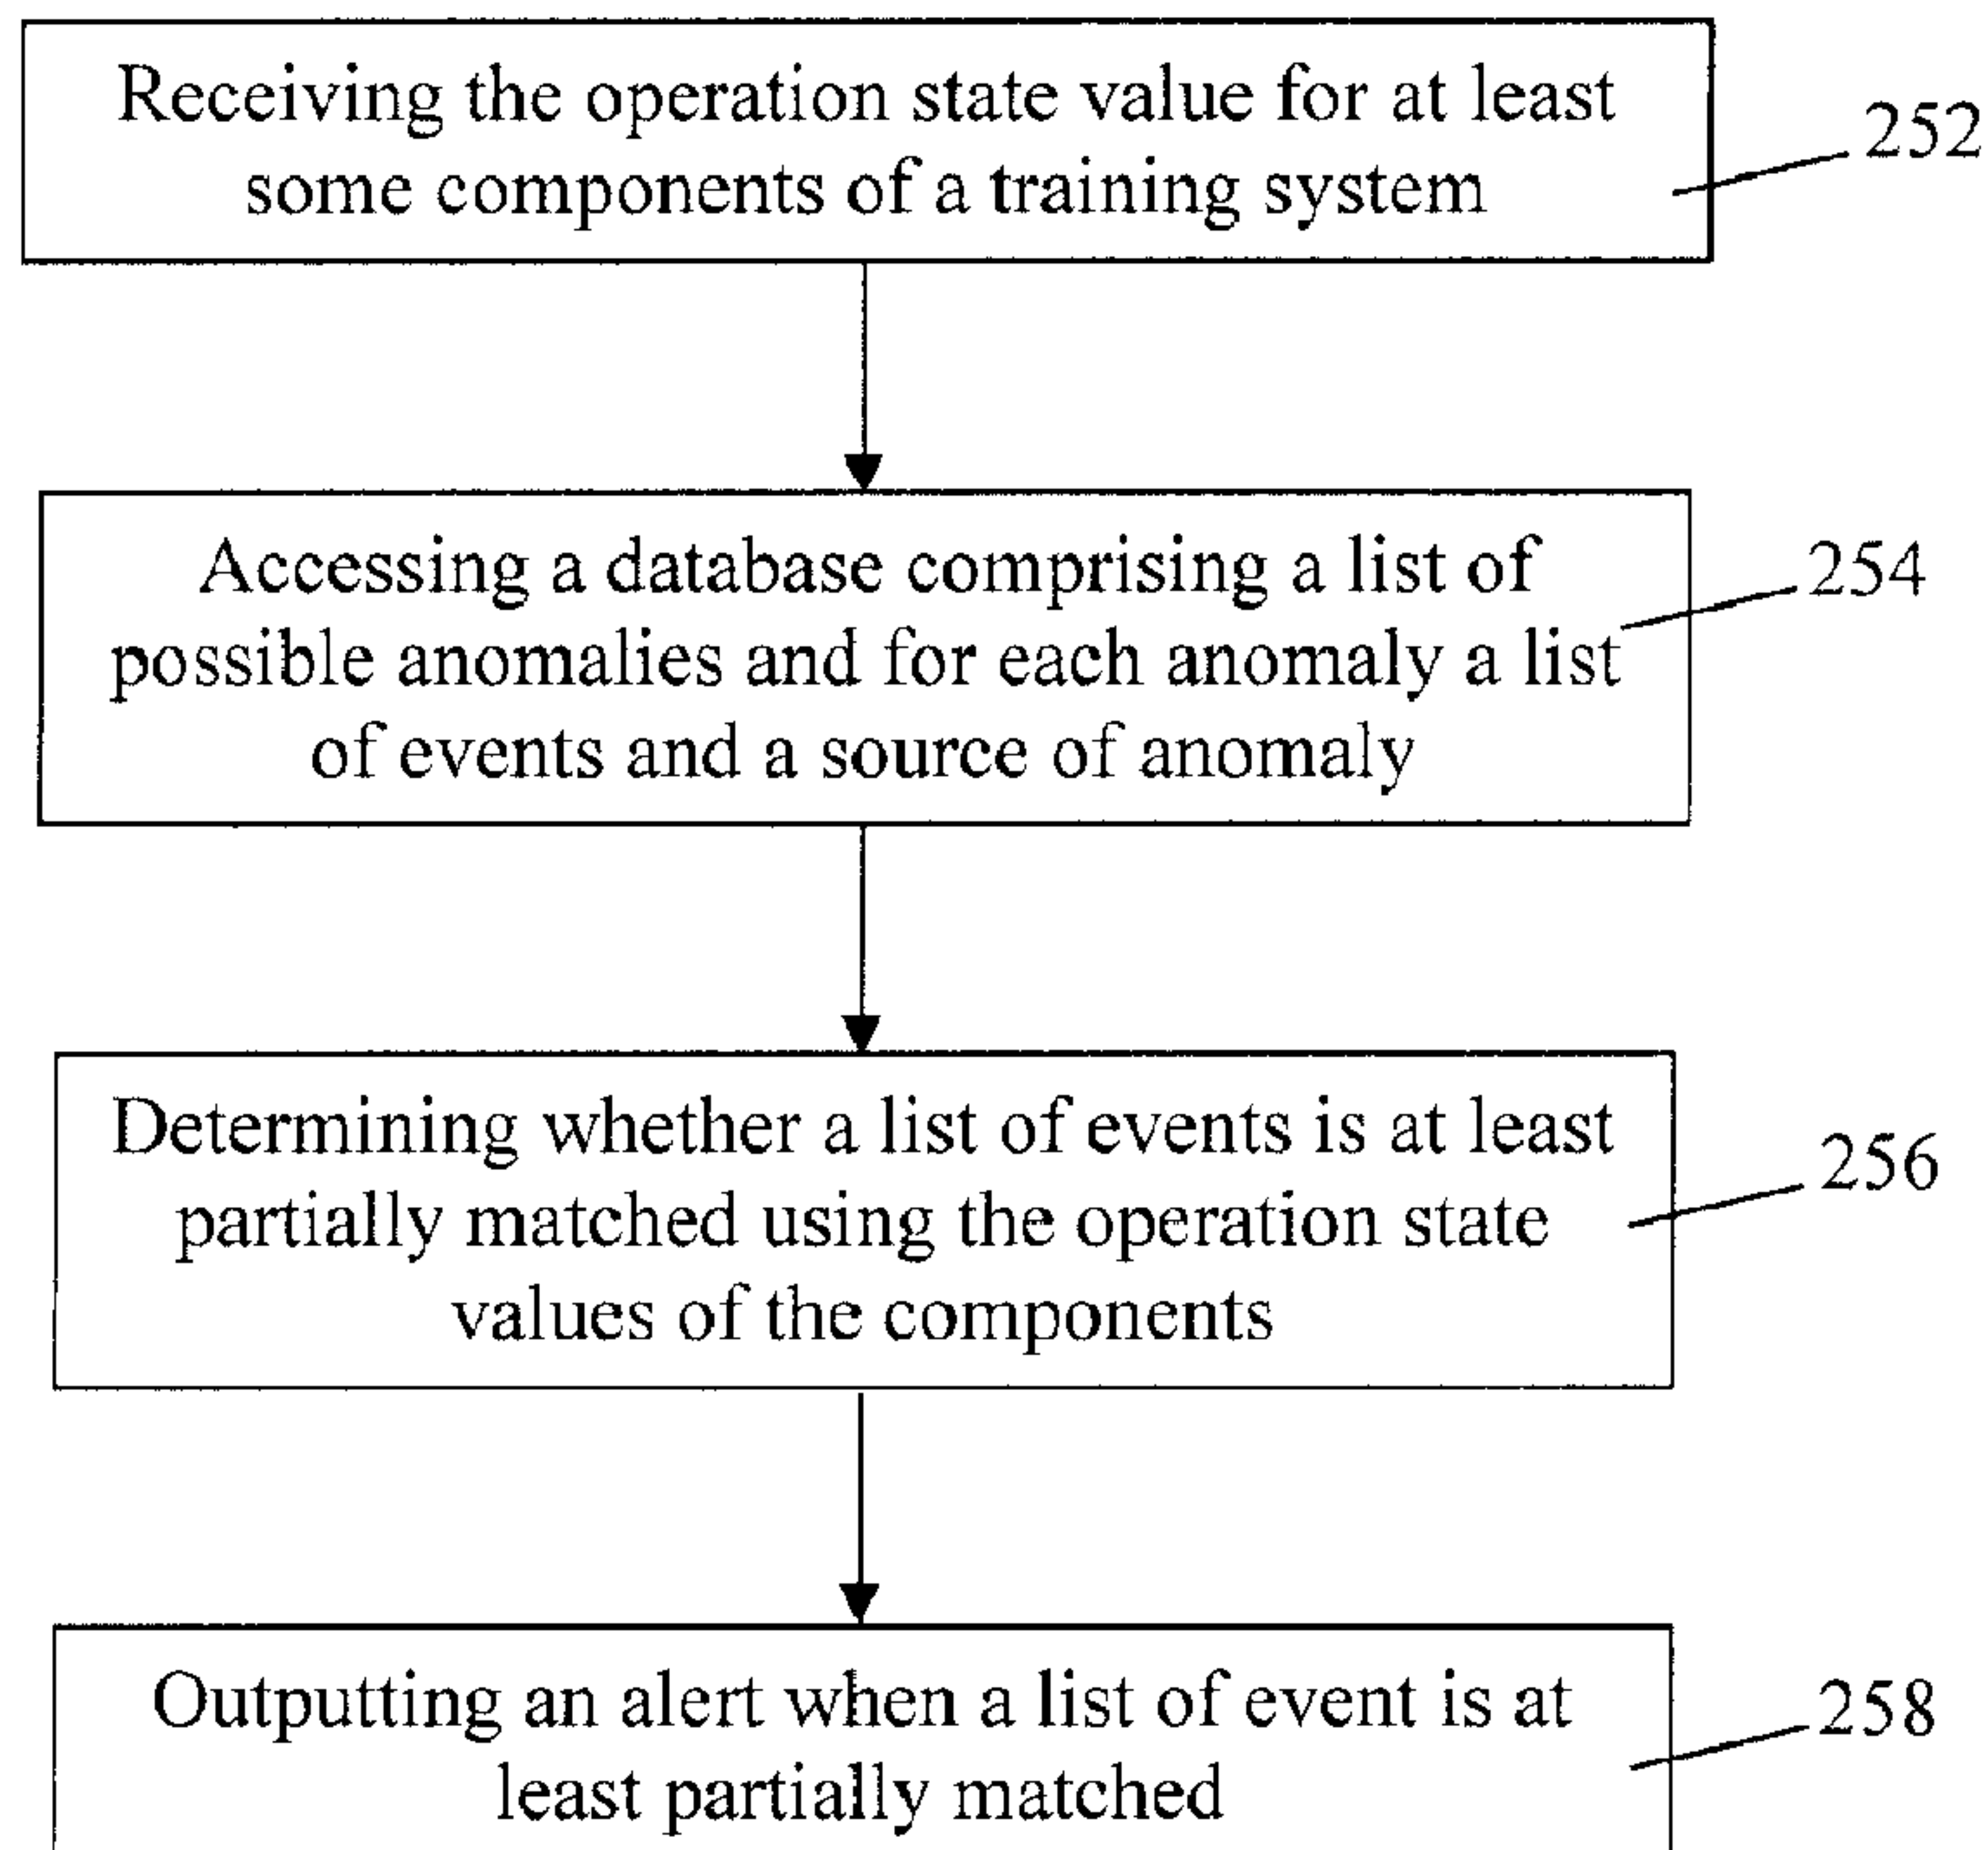 Receiving the operation state value for at least
some components of a training system
252
Accessing a database comprising a list of
possible anomalies and for each anomaly a list
of events and a source of anomaly
254
Determining whether a list of events is at least
partially matched using the operation state
values of the components
256
Outputting an alert when a list of event is at
least partially matched
258